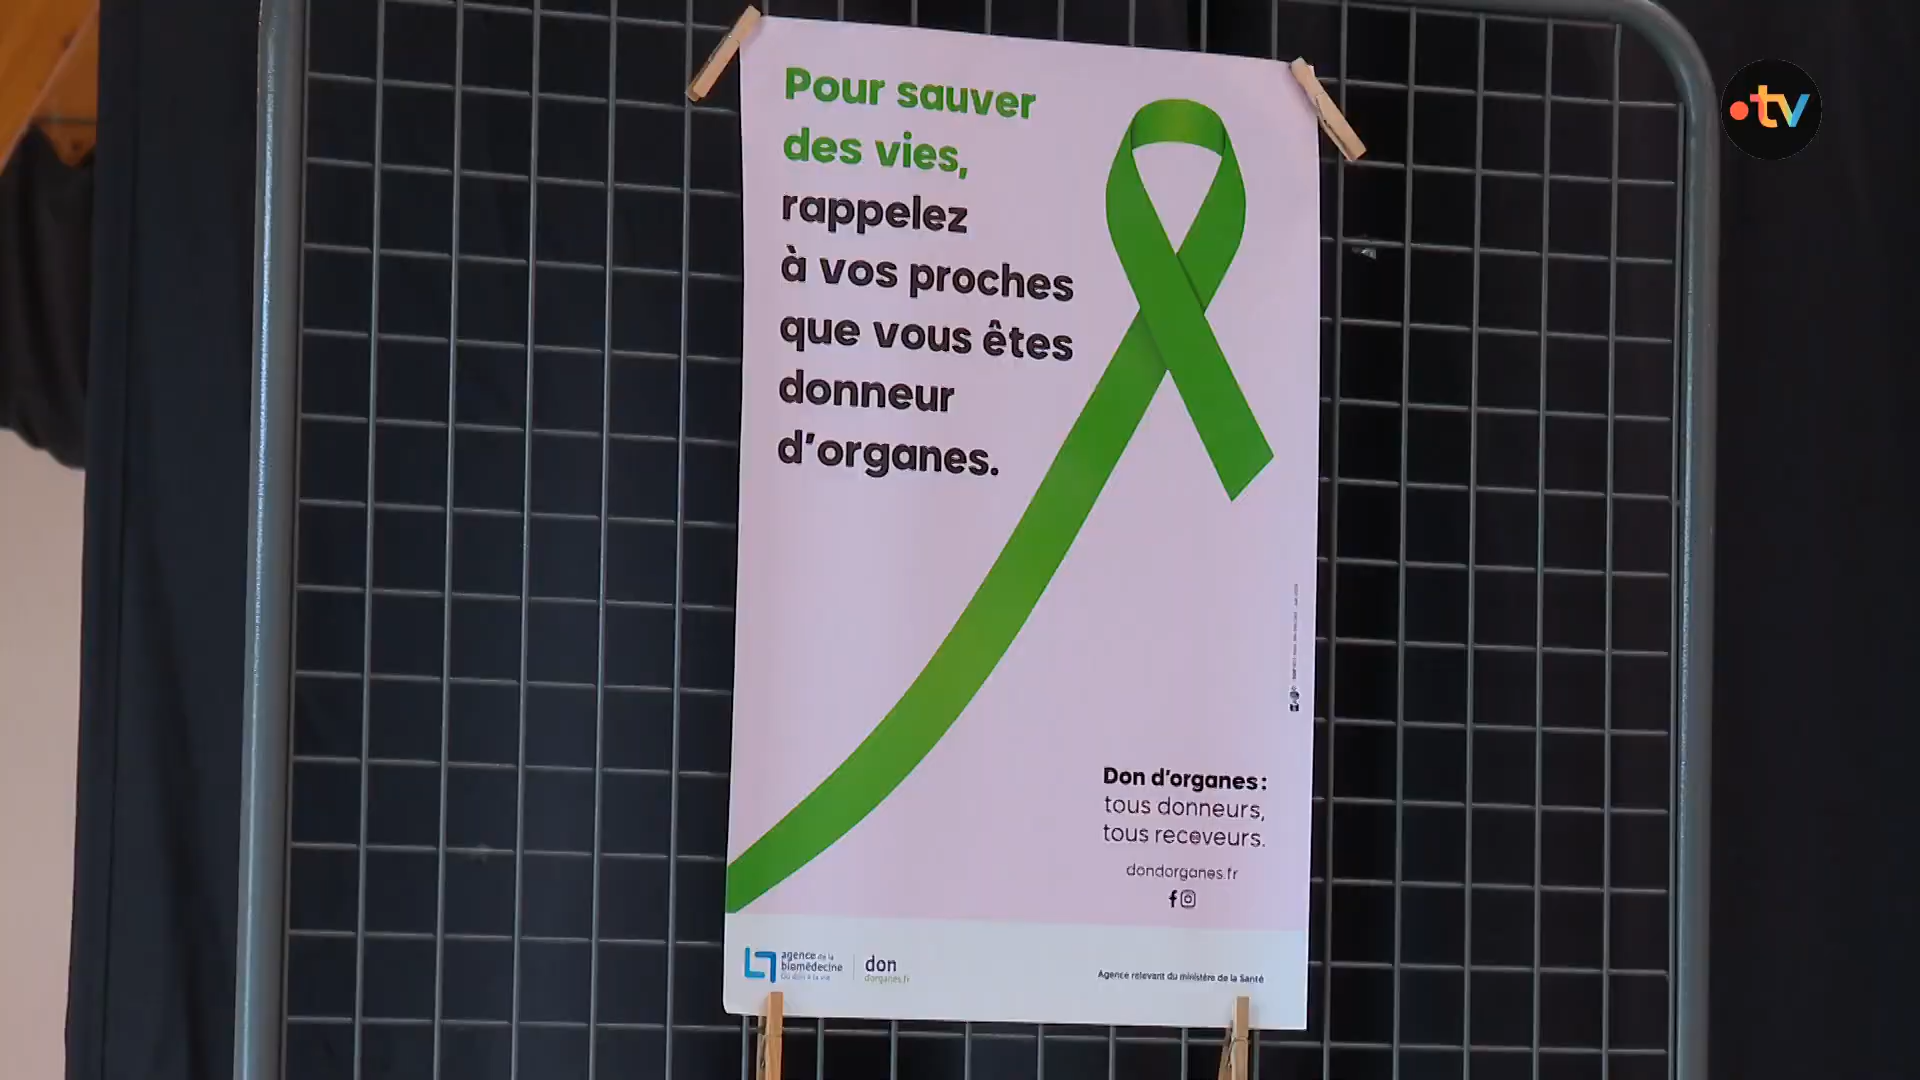 Pour sauver
des vies,
rappelez
à vos proches
que vous êtes
donneur
d'organes.
Don d'organes :
tous donneurs,
tous receveurs.
dondorganes.fr
agence de la
biomédecine
don
dorganes.fr
Agence relevant du ministère de la Santé
•tv